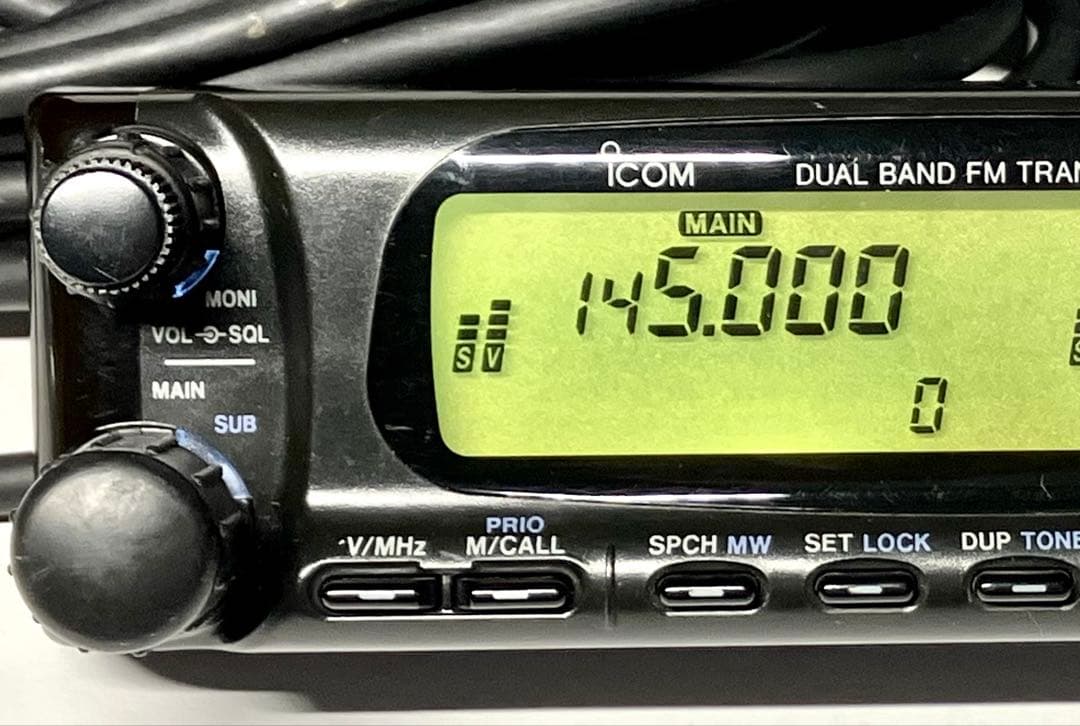 ICOM
DUAL BAND FM TRAN
MAIN
145.000
S V
S
0
MONI
VOL SQL
MAIN
SUB
PRIO
V/MHz M/CALL
SPCH MW SET LOCK DUP TONE